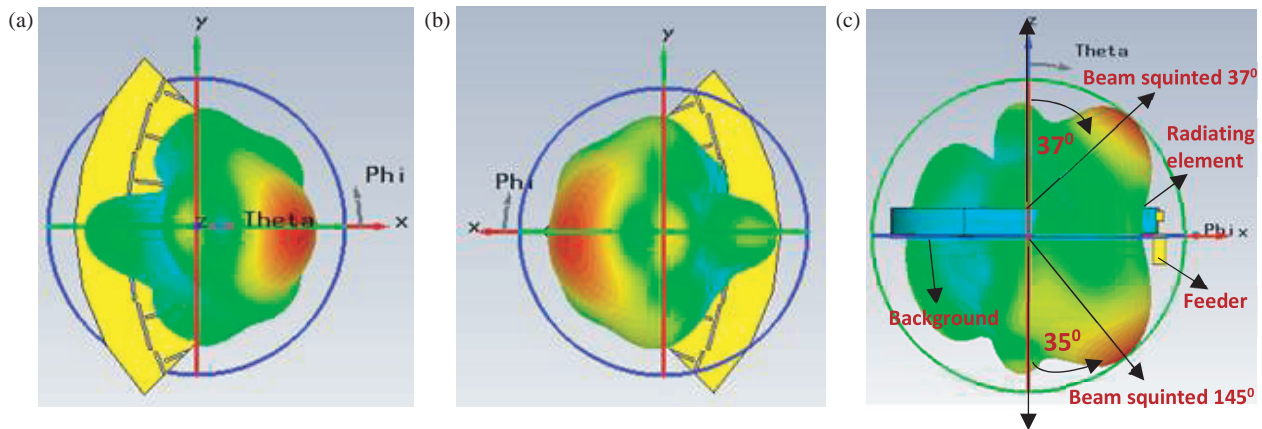 (a)
y
Phi
z
Theta
x
(b)
y
Phi
x
(c)
z
Theta
Beam squinted 37⁰
37⁰
Radiating
element
Phi x
Feeder
Background
35⁰
Beam squinted 145⁰